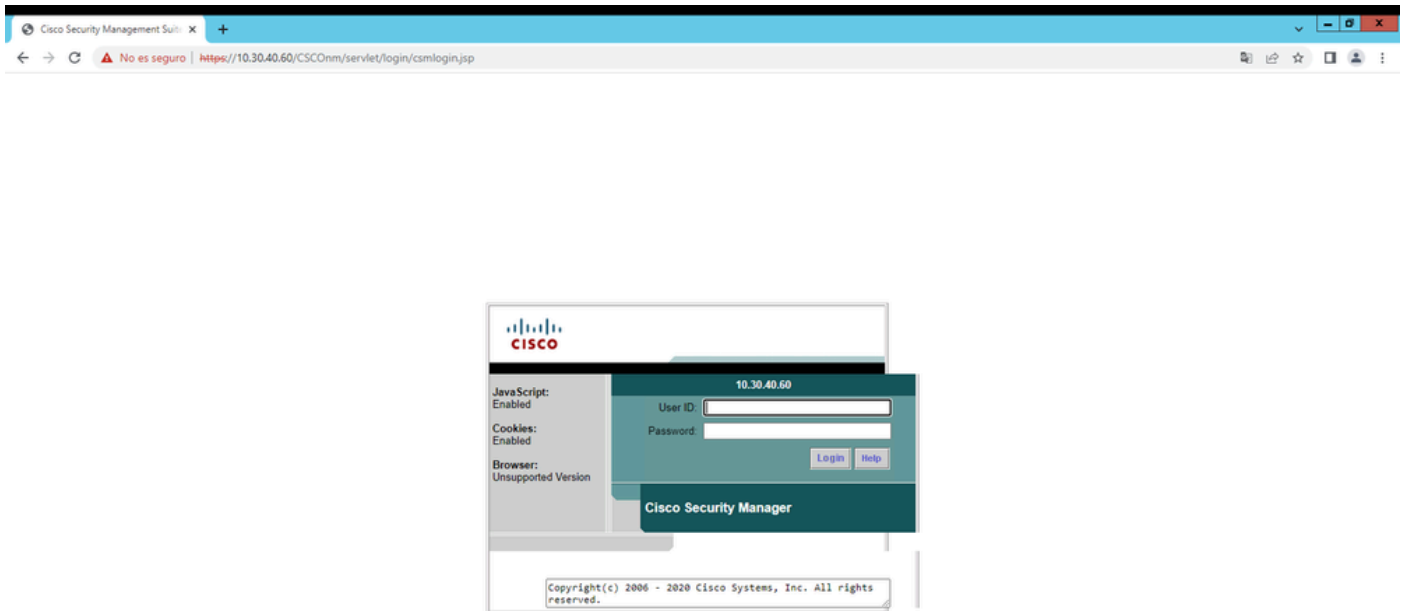 Cisco Security Management Suit
No es seguro | https://10.30.40.60/CSCOnm/servlet/login/csmlogin.jsp
CISCO
10.30.40.60
JavaScript:
Enabled
User ID:
Cookies:
Enabled
Password:
Login Help
Browser:
Unsupported Version
Cisco Security Manager
Copyright(c) 2006 - 2020 Cisco Systems, Inc. All rights
reserved.